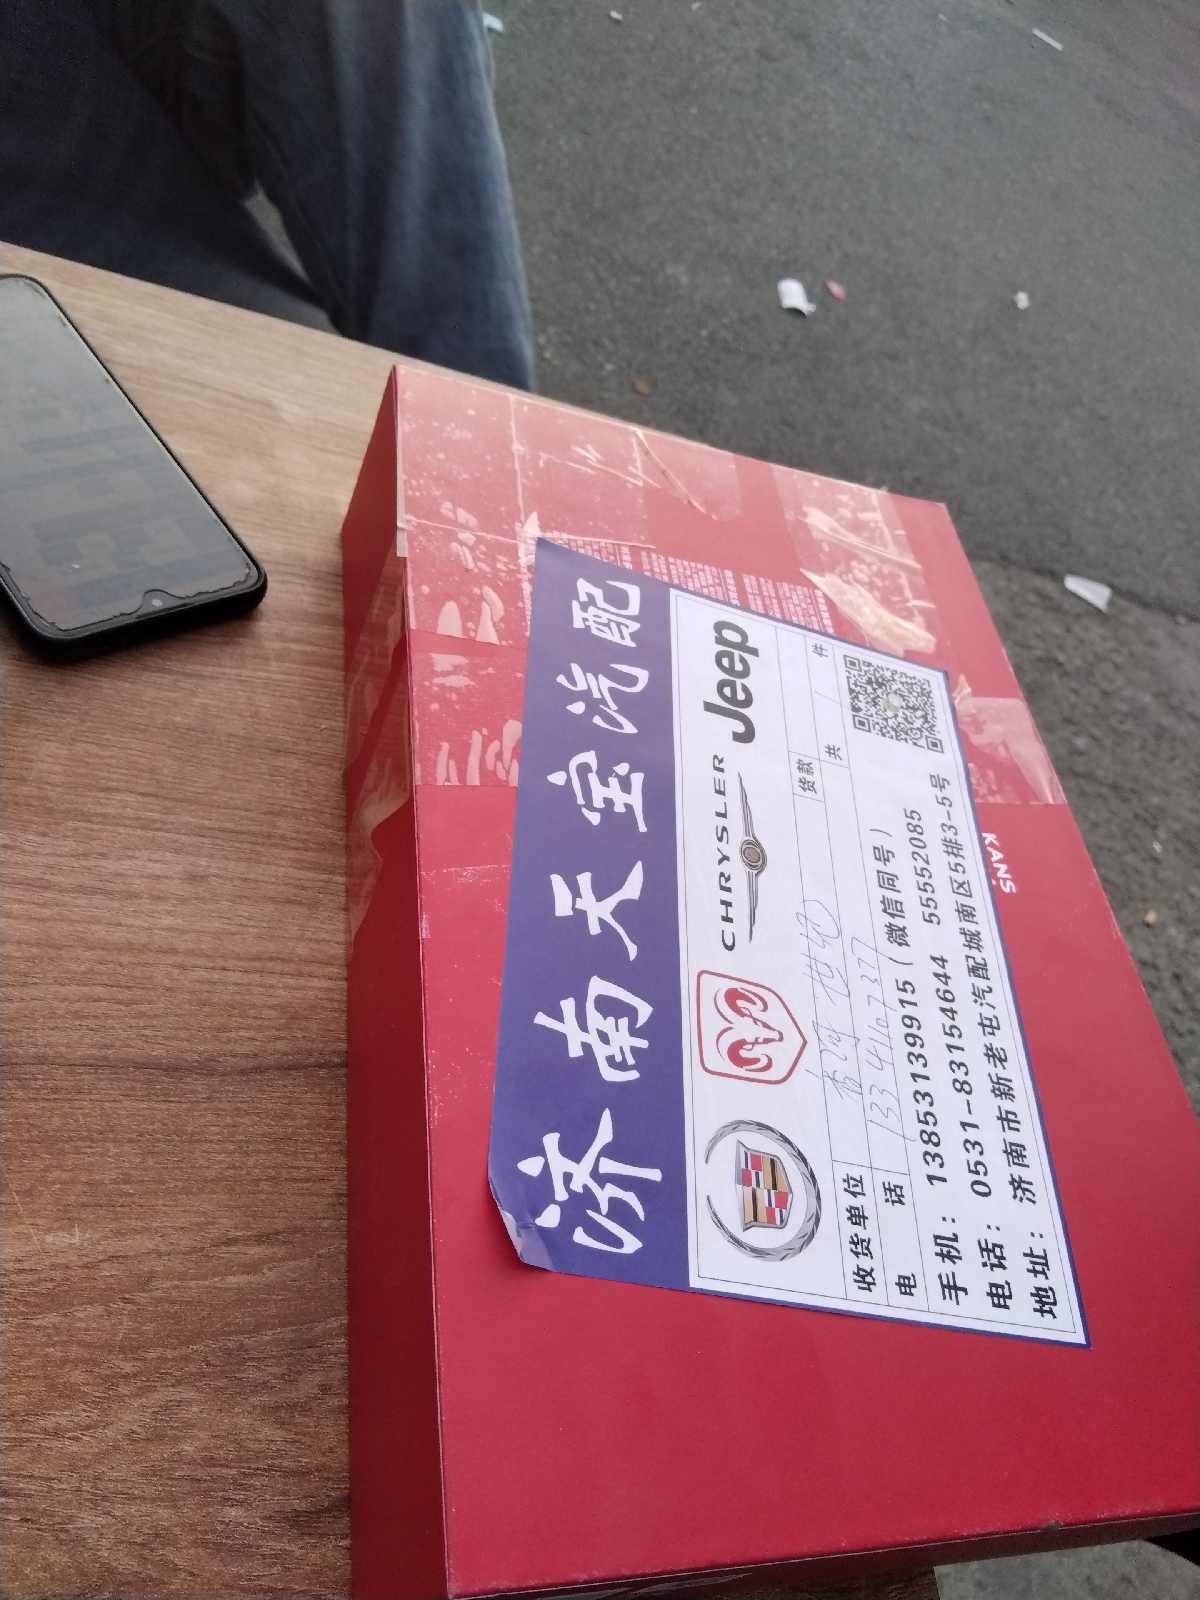 济南天宝汽配
CHRYSLER
Jeep
收货单位
货款
电 话 13341107377
共 件
手机：13853139915（微信同号）
电话：0531-83154644 55552085
地址：济南市新老屯汽配城南区5排3-5号
KANS